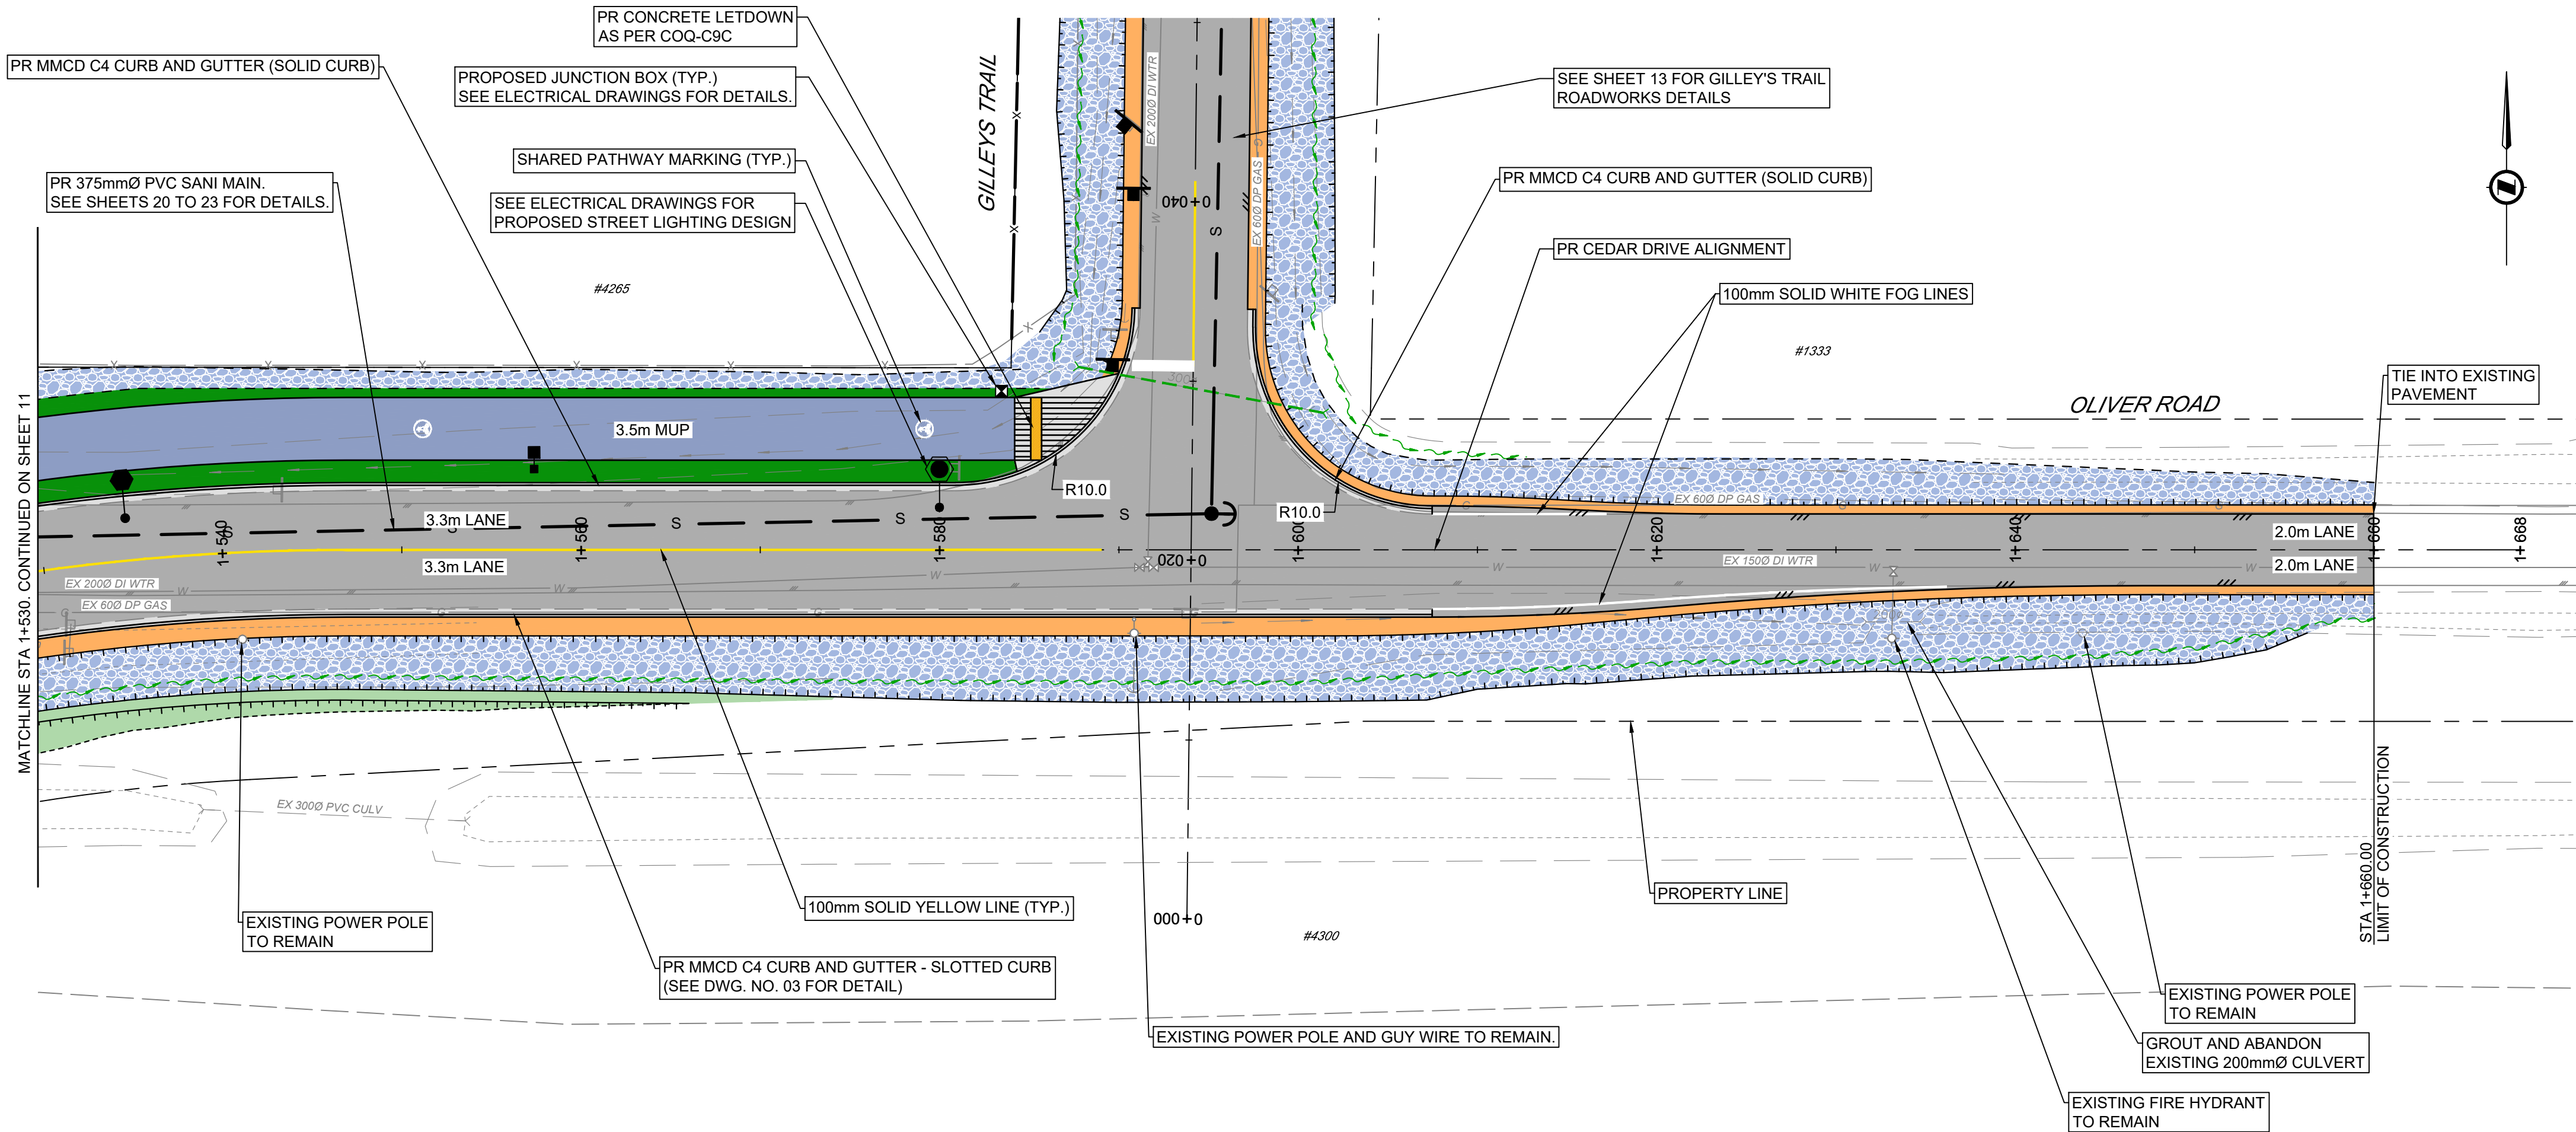 PR CONCRETE LETDOWN
AS PER COQ-C9C
PR MMCD C4 CURB AND GUTTER (SOLID CURB)
PROPOSED JUNCTION BOX (TYP.)
SEE ELECTRICAL DRAWINGS FOR DETAILS.
SHARED PATHWAY MARKING (TYP.)
PR 375mmØ PVC SANI MAIN.
SEE SHEETS 20 TO 23 FOR DETAILS.
SEE ELECTRICAL DRAWINGS FOR
PROPOSED STREET LIGHTING DESIGN
GILLEYS TRAIL
EX 200Ø DI WTR
EX 60Ø DP GAS
SEE SHEET 13 FOR GILLEY'S TRAIL
ROADWORKS DETAILS
PR MMCD C4 CURB AND GUTTER (SOLID CURB)
PR CEDAR DRIVE ALIGNMENT
100mm SOLID WHITE FOG LINES
#4265
#1333
TIE INTO EXISTING
PAVEMENT
OLIVER ROAD
MATCHLINE STA 1+530. CONTINUED ON SHEET 11
0+040
3.5m MUP
R10.0
R10.0
EX 60Ø DP GAS
3.3m LANE
3.3m LANE
2.0m LANE
2.0m LANE
1+540
1+560
1+580
1+600
1+620
1+640
1+660
1+668
0+020
S
S
S
S
EX 200Ø DI WTR
EX 60Ø DP GAS
EX 150Ø DI WTR
EX 300Ø PVC CULV
100mm SOLID YELLOW LINE (TYP.)
PROPERTY LINE
0+000
#4300
EXISTING POWER POLE
TO REMAIN
PR MMCD C4 CURB AND GUTTER - SLOTTED CURB
(SEE DWG. NO. 03 FOR DETAIL)
EXISTING POWER POLE AND GUY WIRE TO REMAIN.
STA 1+660.00
LIMIT OF CONSTRUCTION
EXISTING POWER POLE
TO REMAIN
GROUT AND ABANDON
EXISTING 200mmØ CULVERT
EXISTING FIRE HYDRANT
TO REMAIN